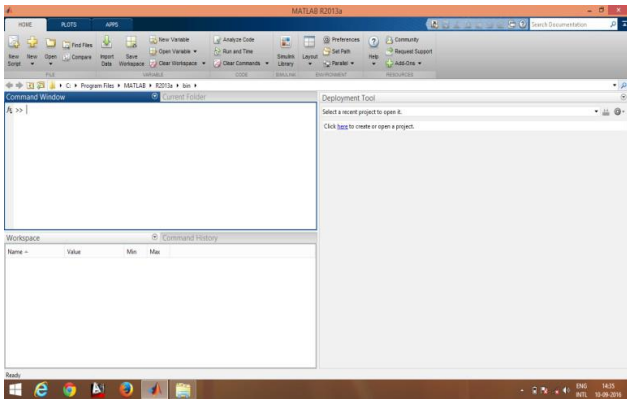 MATLAB R2013a
HOME PLOTS APPS
Search Documentation
New Script
New
Open
Find Files
Compare
Import Data
Save Workspace
New Variable
Open Variable
Clear Workspace
Analyze Code
Run and Time
Clear Commands
Simulink Library
Layout
Preferences
Set Path
Parallel
Help
Community
Request Support
Add-Ons
FILE VARIABLE CODE SIMULINK ENVIRONMENT RESOURCES
C: Program Files MATLAB R2013a bin
Command Window Current Folder
fx >>
Deployment Tool
Select a recent project to open it.
Click here to create or open a project.
Workspace Command History
Name Value Min Max
Ready
ENG 14:35
INTL 10-09-2016